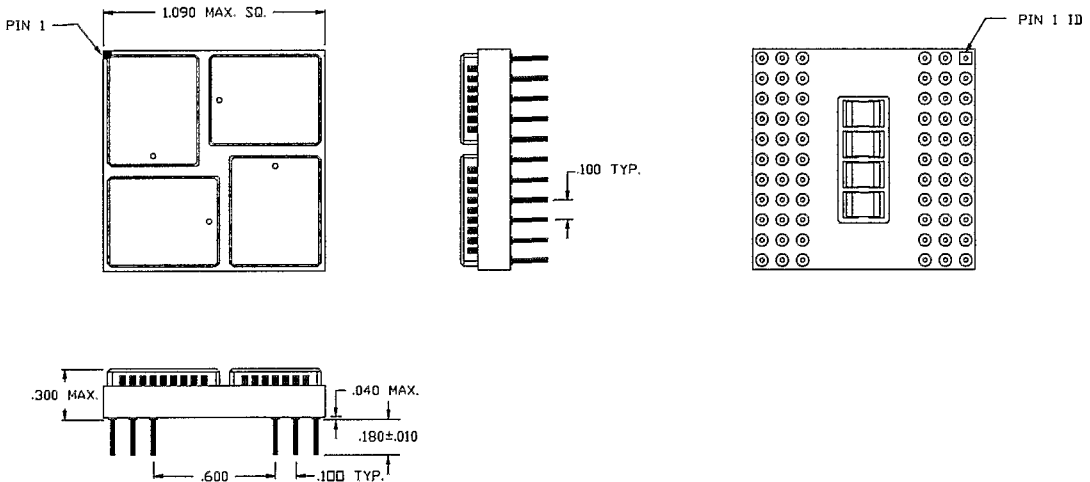 1.090 MAX. SQ.
PIN 1
PIN 1 ID
.100 TYP.
.300 MAX.
.040 MAX.
.180±.010
.600
.100 TYP.